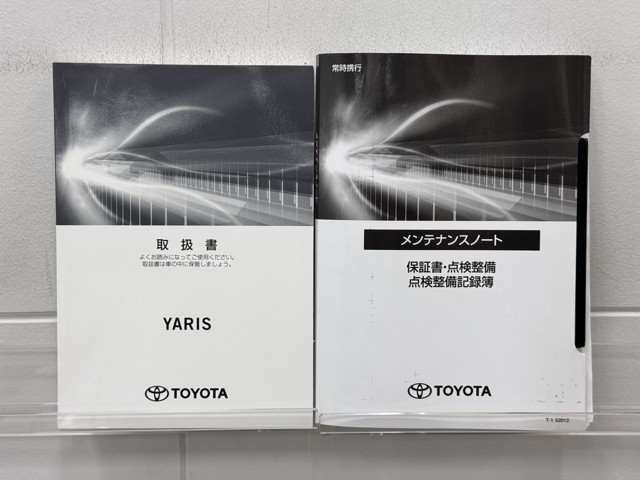 取扱書
よくお読みになってご使用ください。
取扱書は車の中に保管しましょう。
YARIS
TOYOTA
常時携行
メンテナンスノート
保証書・点検整備
点検整備記録簿
TOYOTA
T-1 S2012